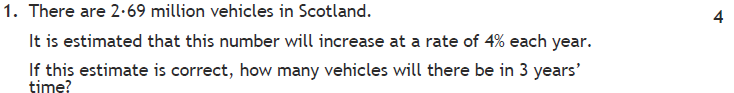 1. There are 2·69 million vehicles in Scotland. 4
It is estimated that this number will increase at a rate of 4% each year.
If this estimate is correct, how many vehicles will there be in 3 years’
time?